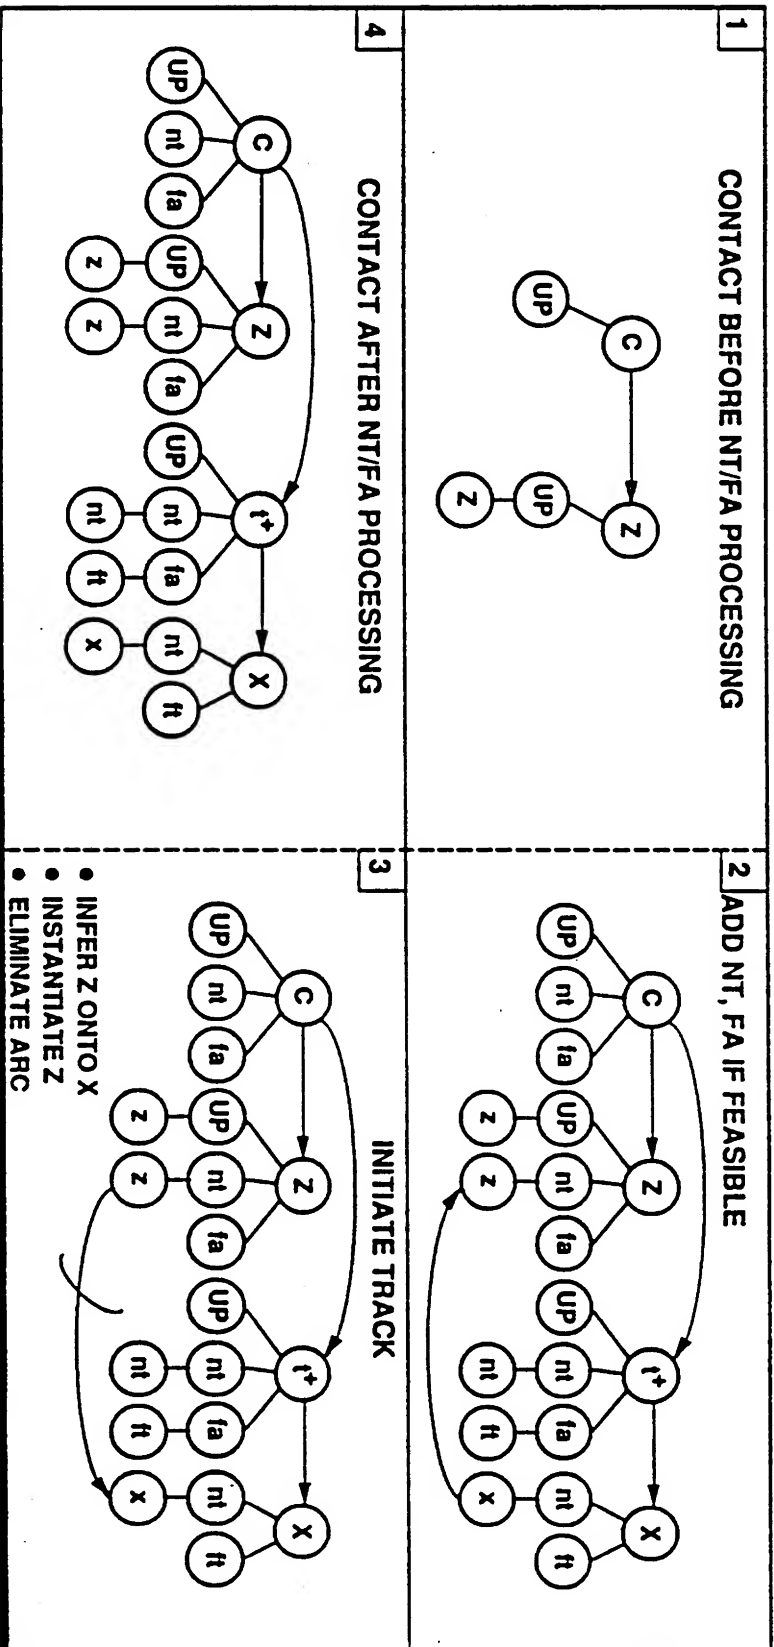 1
CONTACT BEFORE NT/FA PROCESSING
C Z
UP UP
Z
2
ADD NT, FA IF FEASIBLE
C Z t+ X
UP nt fa UP nt fa UP nt fa nt ft
z z nt ft x
3
INITIATE TRACK
C Z t+ X
UP nt fa UP nt fa UP nt fa nt ft
z z nt ft x
• INFER Z ONTO X
• INSTANTIATE Z
• ELIMINATE ARC
4
CONTACT AFTER NT/FA PROCESSING
C Z t+ X
UP nt fa UP nt fa UP nt fa nt ft
z z nt ft x